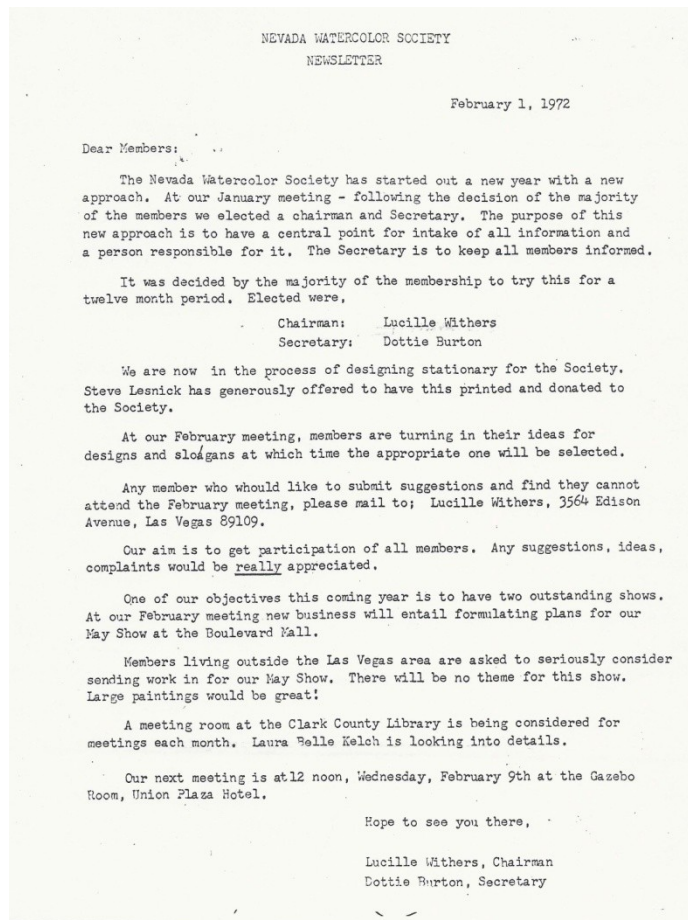 NEVADA WATERCOLOR SOCIETY
NEWSLETTER
February 1, 1972
Dear Members:
The Nevada Watercolor Society has started out a new year with a new
approach. At our January meeting - following the decision of the majority
of the members we elected a chairman and Secretary. The purpose of this
new approach is to have a central point for intake of all information and
a person responsible for it. The Secretary is to keep all members informed.
It was decided by the majority of the membership to try this for a
twelve month period. Elected were,
Chairman: Lucille Withers
Secretary: Dottie Burton
We are now in the process of designing stationary for the Society.
Steve Lesnick has generously offered to have this printed and donated to
the Society.
At our February meeting, members are turning in their ideas for
designs and slogans at which time the appropriate one will be selected.
Any member who whould like to submit suggestions and find they cannot
attend the February meeting, please mail to; Lucille Withers, 3564 Edison
Avenue, Las Vegas 89109.
Our aim is to get participation of all members. Any suggestions, ideas,
complaints would be really appreciated.
One of our objectives this coming year is to have two outstanding shows.
At our February meeting new business will entail formulating plans for our
May Show at the Boulevard Mall.
Members living outside the Las Vegas area are asked to seriously consider
sending work in for our May Show. There will be no theme for this show.
Large paintings would be great!
A meeting room at the Clark County Library is being considered for
meetings each month. Laura Belle Kelch is looking into details.
Our next meeting is at12 noon, Wednesday, February 9th at the Gazebo
Room, Union Plaza Hotel.
Hope to see you there,
Lucille Withers, Chairman
Dottie Burton, Secretary